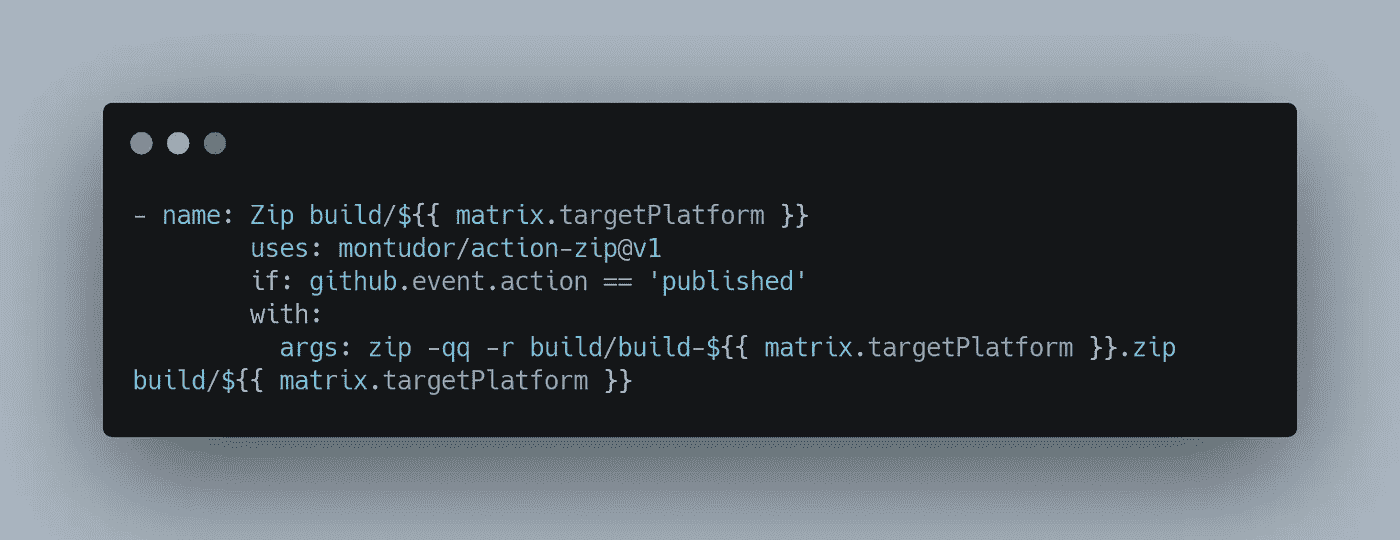 - name: Zip build/${{ matrix.targetPlatform }}
        uses: montudor/action-zip@v1
        if: github.event.action == 'published'
        with:
          args: zip -qq -r build/build-${{ matrix.targetPlatform }}.zip
build/${{ matrix.targetPlatform }}